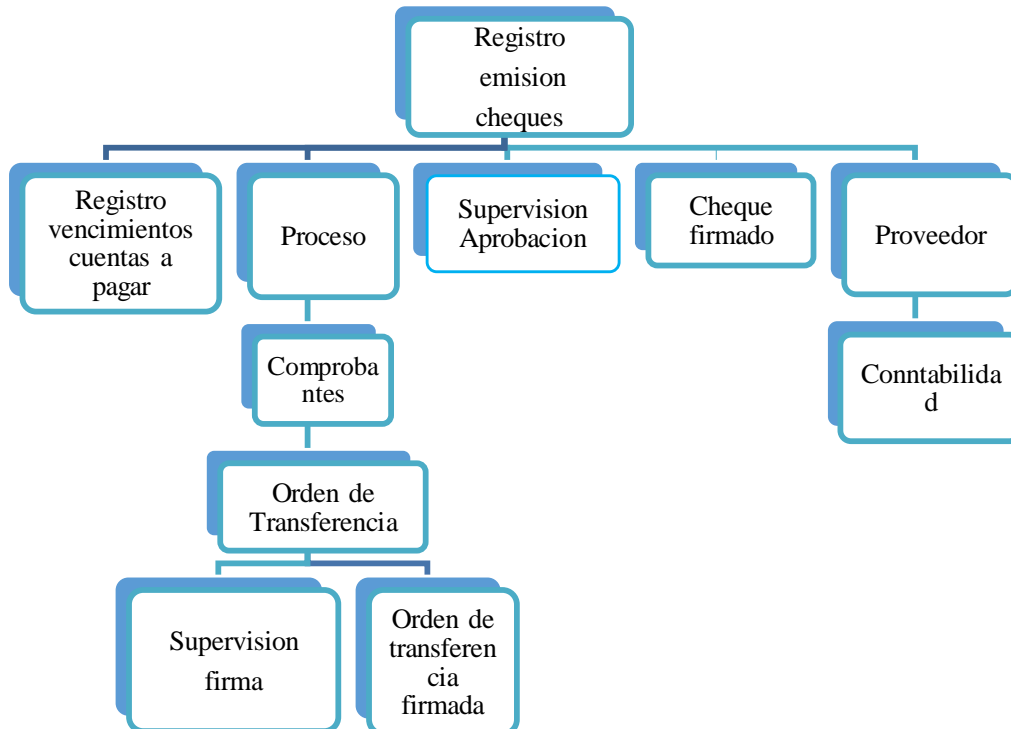 Registro
emision
cheques
Registro
vencimientos
cuentas a
pagar
Proceso
Supervision
Aprobacion
Cheque
firmado
Proveedor
Comproba
ntes
Conntabilida
d
Orden de
Transferencia
Supervision
firma
Orden de
transferen
cia
firmada